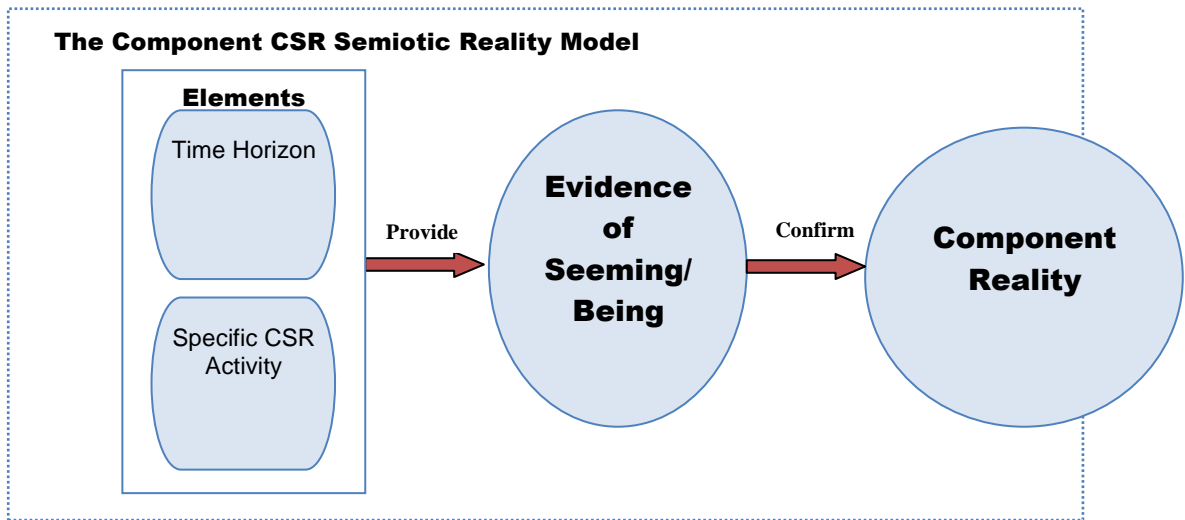 The Component CSR Semiotic Reality Model
Elements
Time Horizon
Specific CSR
Activity
Provide
Evidence
of
Seeming/
Being
Confirm
Component
Reality